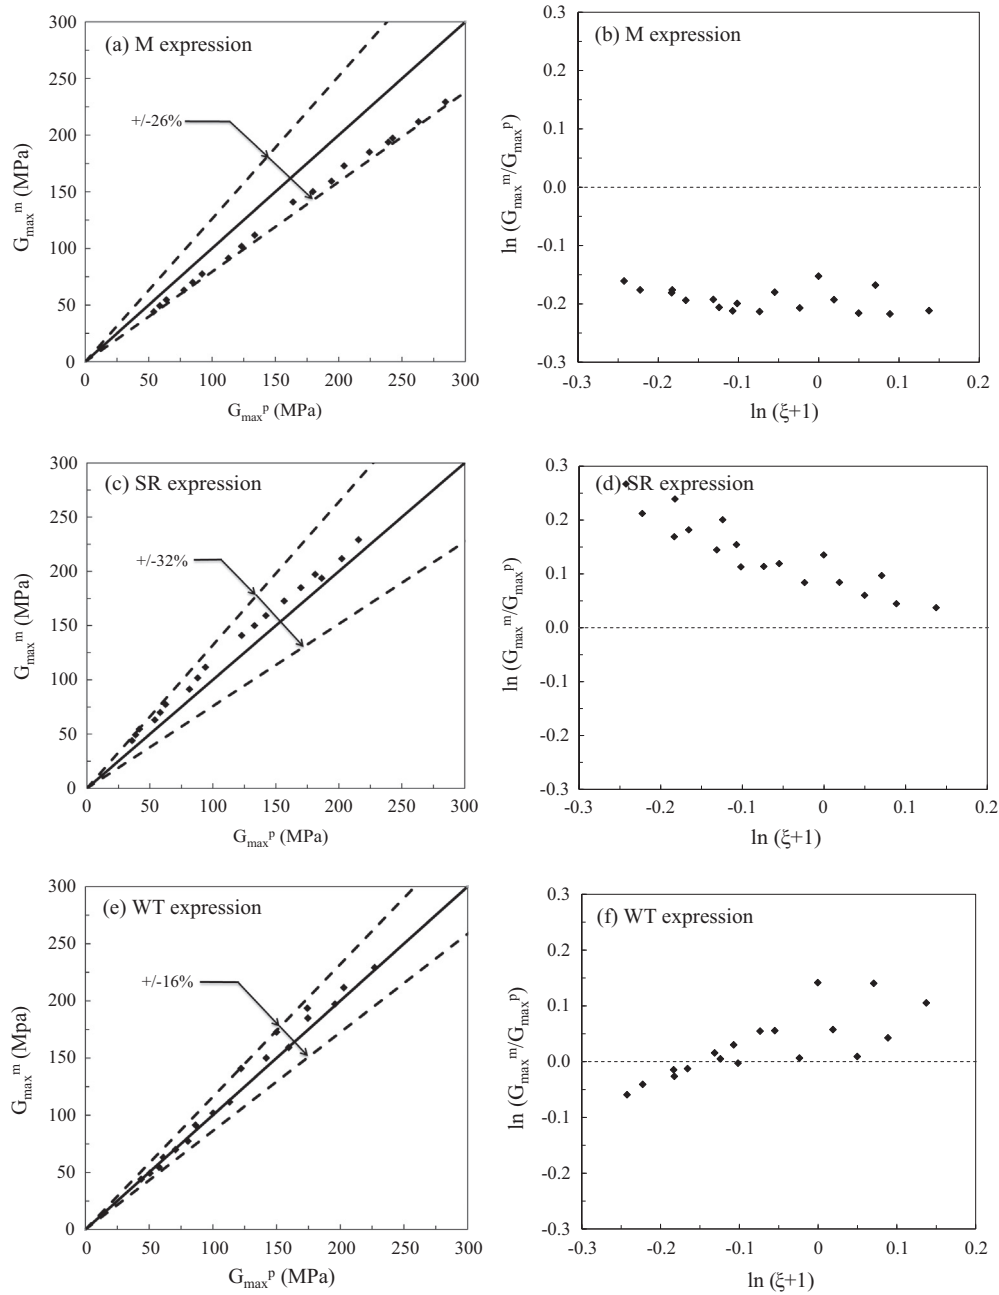 (a) M expression
300
250
200
150
100
50
0
+/-26%
G_max^m (MPa)
0 50 100 150 200 250 300
G_max^p (MPa)
(b) M expression
0.3
0.2
0.1
0.0
-0.1
-0.2
-0.3
ln (G_max^m/G_max^p)
-0.3 -0.2 -0.1 0 0.1 0.2
ln (ξ+1)
(c) SR expression
300
250
200
150
100
50
0
+/-32%
G_max^m (MPa)
0 50 100 150 200 250 300
G_max^p (MPa)
(d) SR expression
0.3
0.2
0.1
0.0
-0.1
-0.2
-0.3
ln (G_max^m/G_max^p)
-0.3 -0.2 -0.1 0 0.1 0.2
ln (ξ+1)
(e) WT expression
300
250
200
150
100
50
0
+/-16%
G_max^m (Mpa)
0 50 100 150 200 250 300
G_max^p (MPa)
(f) WT expression
0.3
0.2
0.1
0.0
-0.1
-0.2
-0.3
ln (G_max^m/G_max^p)
-0.3 -0.2 -0.1 0 0.1 0.2
ln (ξ+1)